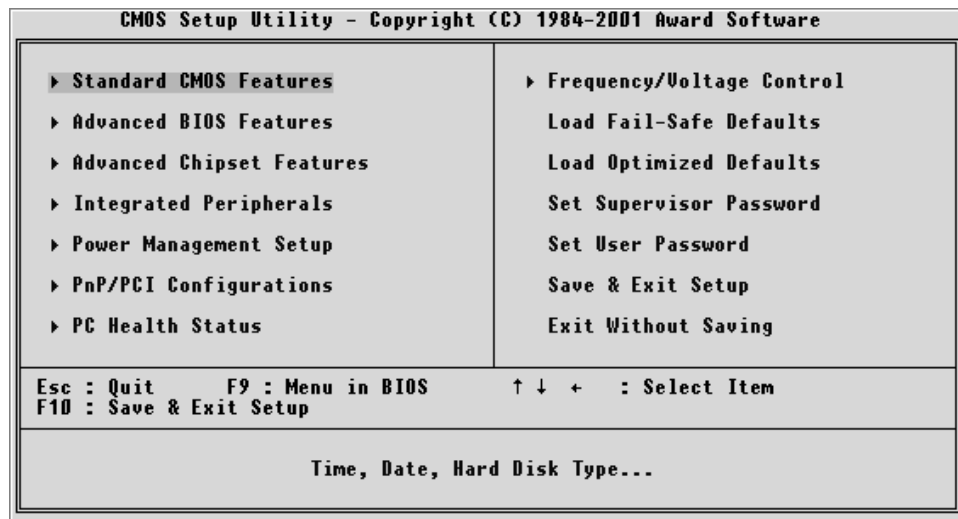 CMOS Setup Utility - Copyright (C) 1984-2001 Award Software
▸ Standard CMOS Features
▸ Advanced BIOS Features
▸ Advanced Chipset Features
▸ Integrated Peripherals
▸ Power Management Setup
▸ PnP/PCI Configurations
▸ PC Health Status
▸ Frequency/Voltage Control
Load Fail-Safe Defaults
Load Optimized Defaults
Set Supervisor Password
Set User Password
Save & Exit Setup
Exit Without Saving
Esc : Quit F9 : Menu in BIOS ↑ ↓ ← : Select Item
F10 : Save & Exit Setup
Time, Date, Hard Disk Type...